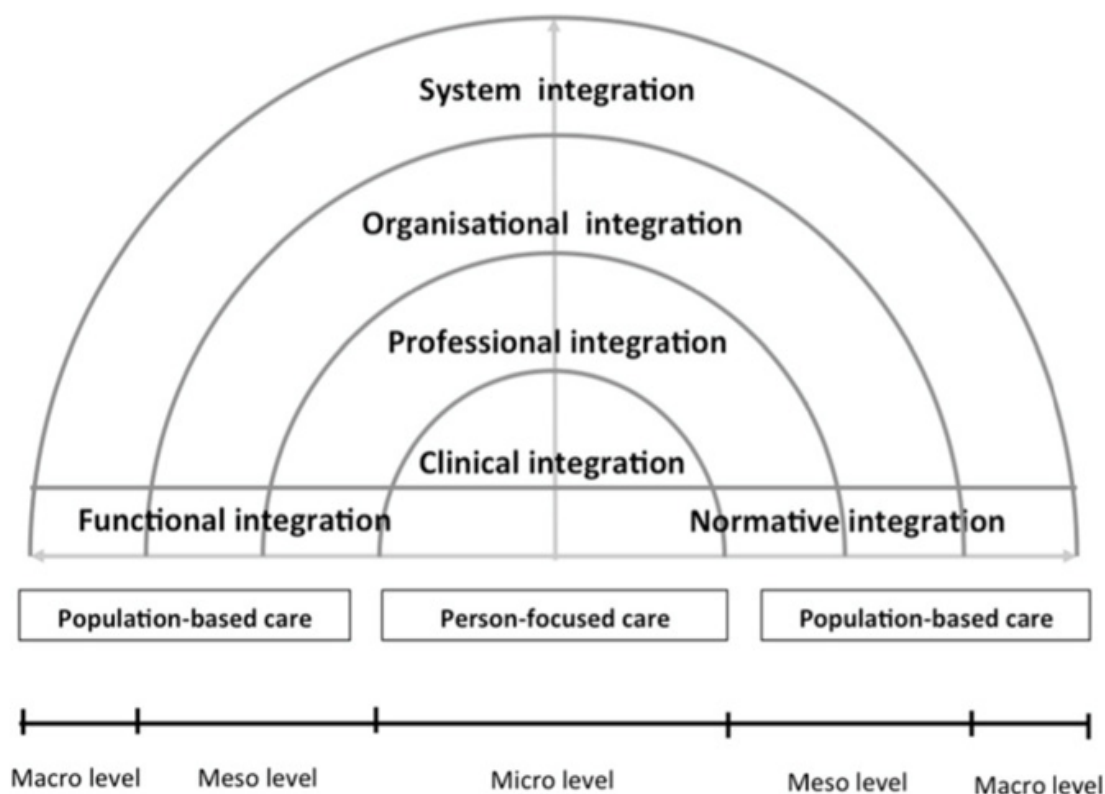 System integration
Organisational integration
Professional integration
Clinical integration
Functional integration
Normative integration
Population-based care
Person-focused care
Population-based care
Macro level
Meso level
Micro level
Meso level
Macro level